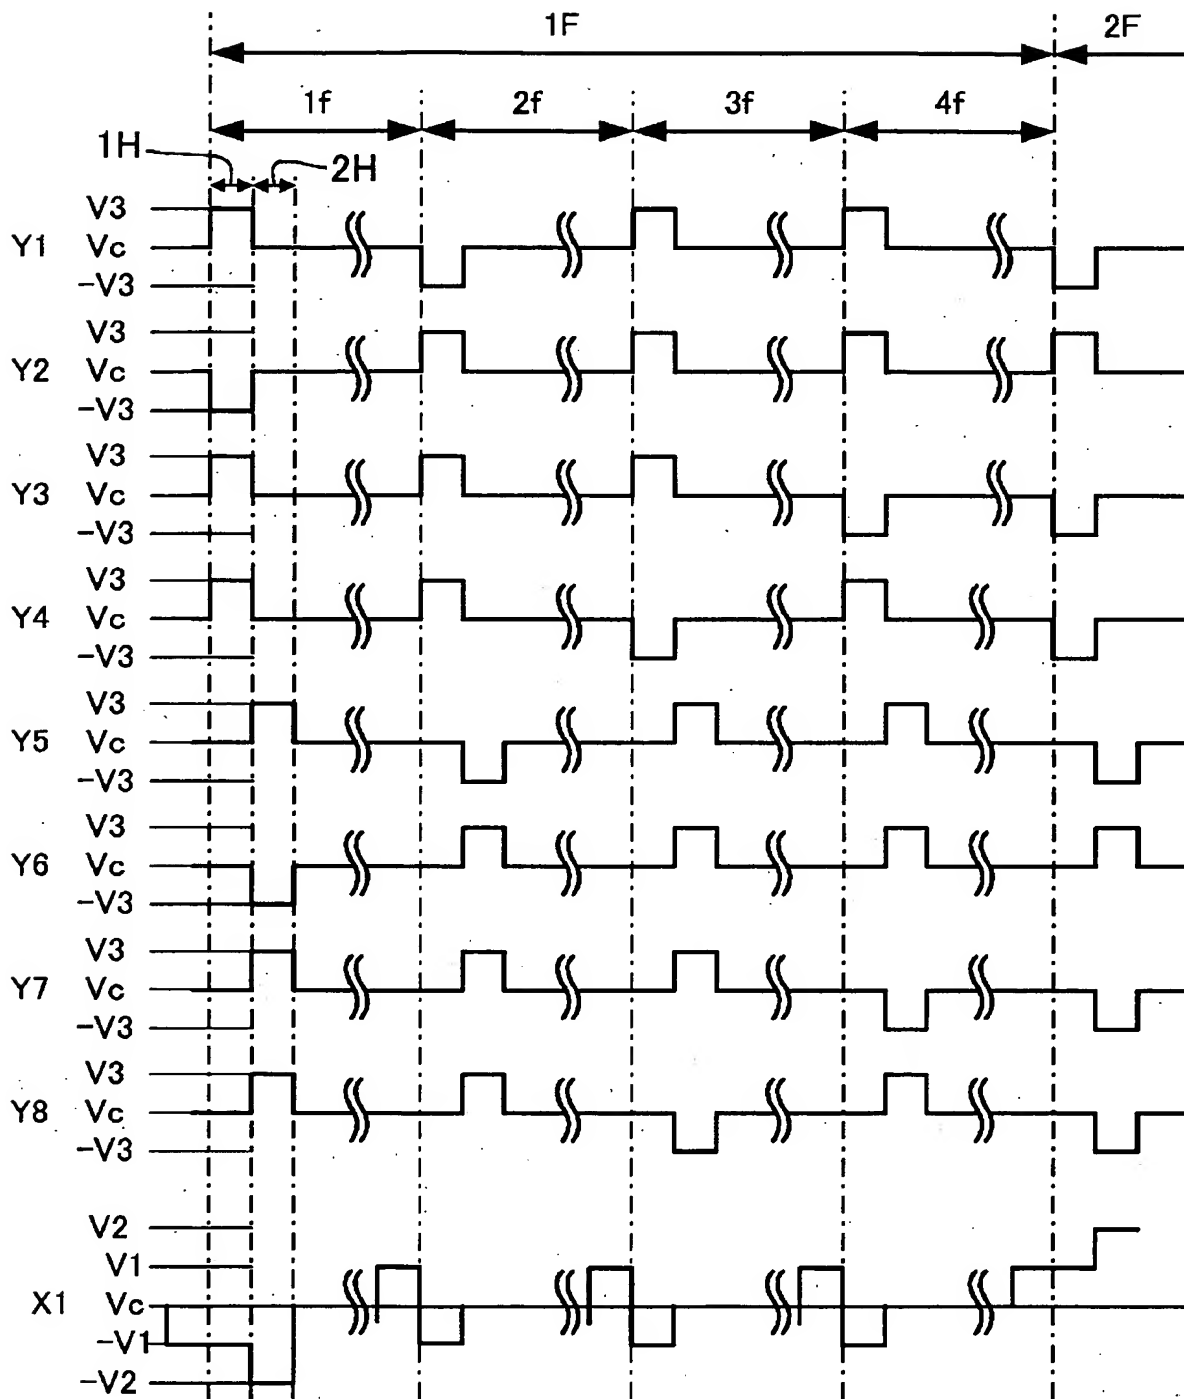 1F 2F
1f 2f 3f 4f
1H 2H
V3
Y1 Vc
-V3
V3
Y2 Vc
-V3
V3
Y3 Vc
-V3
V3
Y4 Vc
-V3
V3
Y5 Vc
-V3
V3
Y6 Vc
-V3
V3
Y7 Vc
-V3
V3
Y8 Vc
-V3
V2
V1
X1 Vc
-V1
-V2